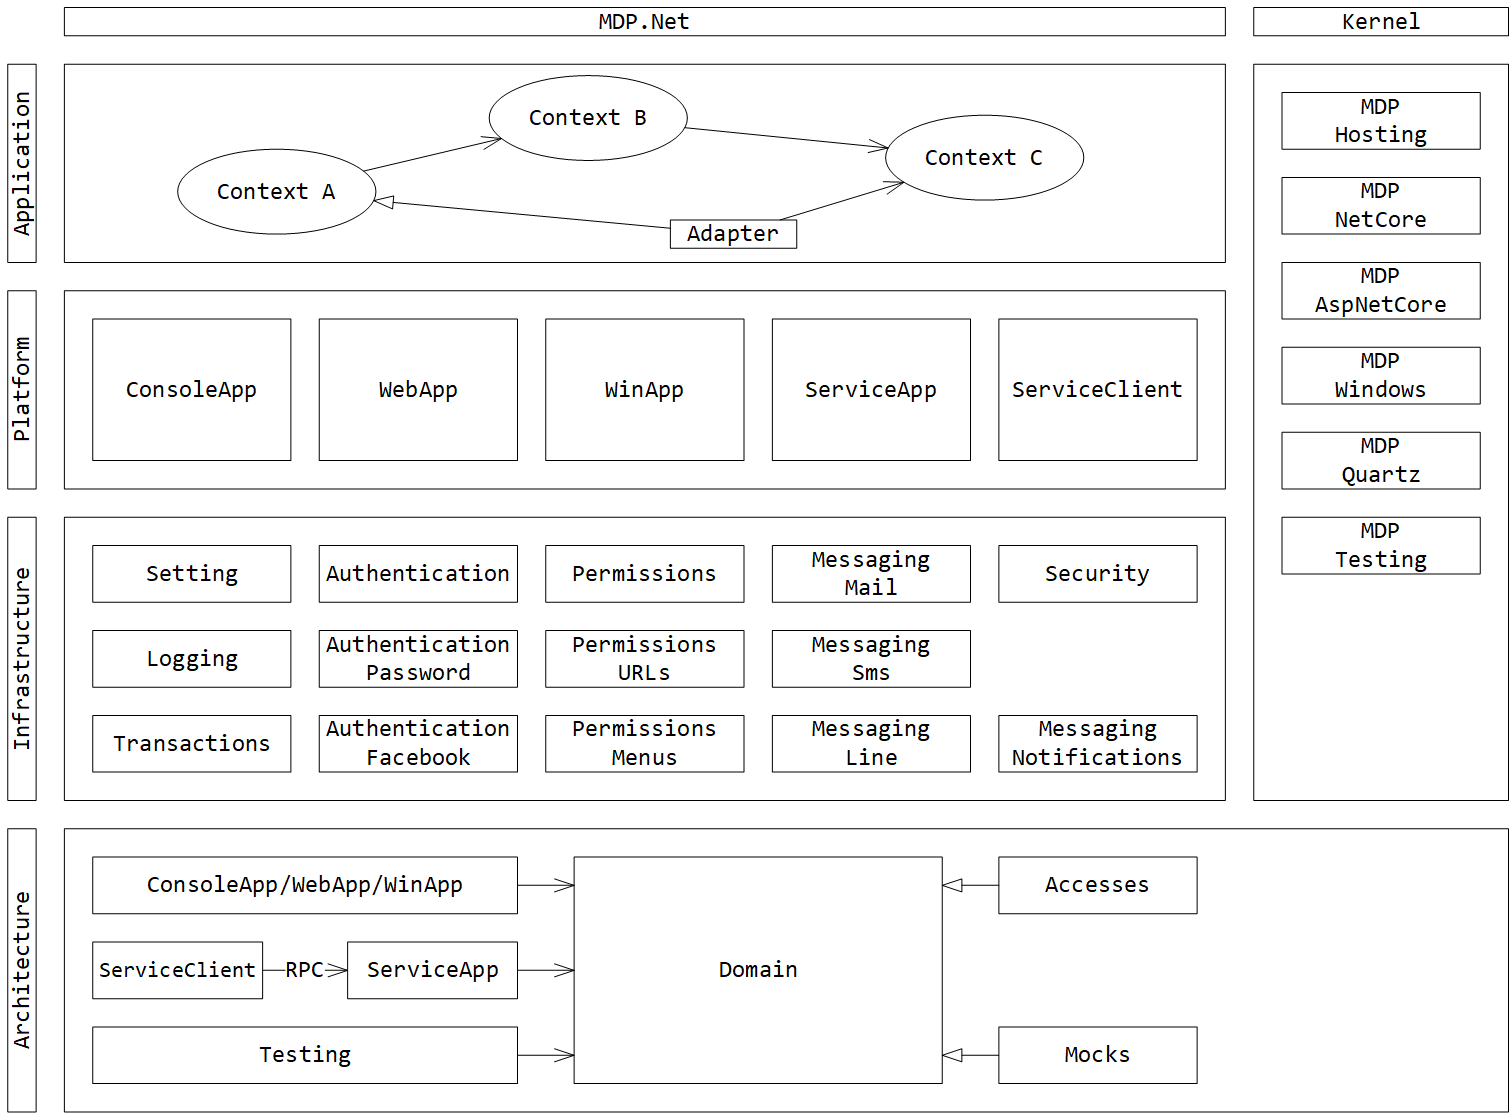 MDP.Net
Kernel
Application
Context A
Context B
Context C
Adapter
Platform
ConsoleApp
WebApp
WinApp
ServiceApp
ServiceClient
Infrastructure
Setting
Authentication
Permissions
Messaging
Mail
Security
Logging
Authentication
Password
Permissions
URLs
Messaging
Sms
Transactions
Authentication
Facebook
Permissions
Menus
Messaging
Line
Messaging
Notifications
MDP
Hosting
MDP
NetCore
MDP
AspNetCore
MDP
Windows
MDP
Quartz
MDP
Testing
Architecture
ConsoleApp/WebApp/WinApp
ServiceClient
RPC
ServiceApp
Testing
Domain
Accesses
Mocks